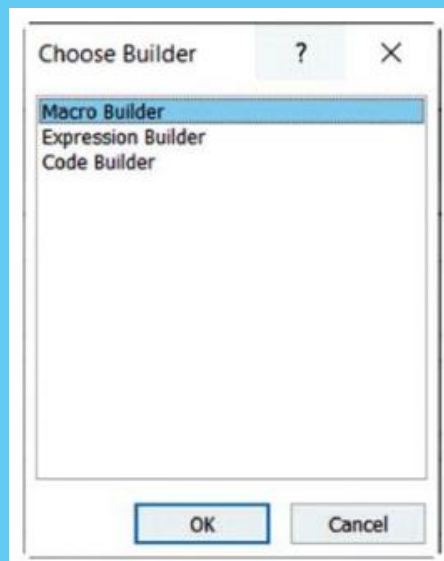 Choose Builder ? ×
Macro Builder
Expression Builder
Code Builder
OK Cancel